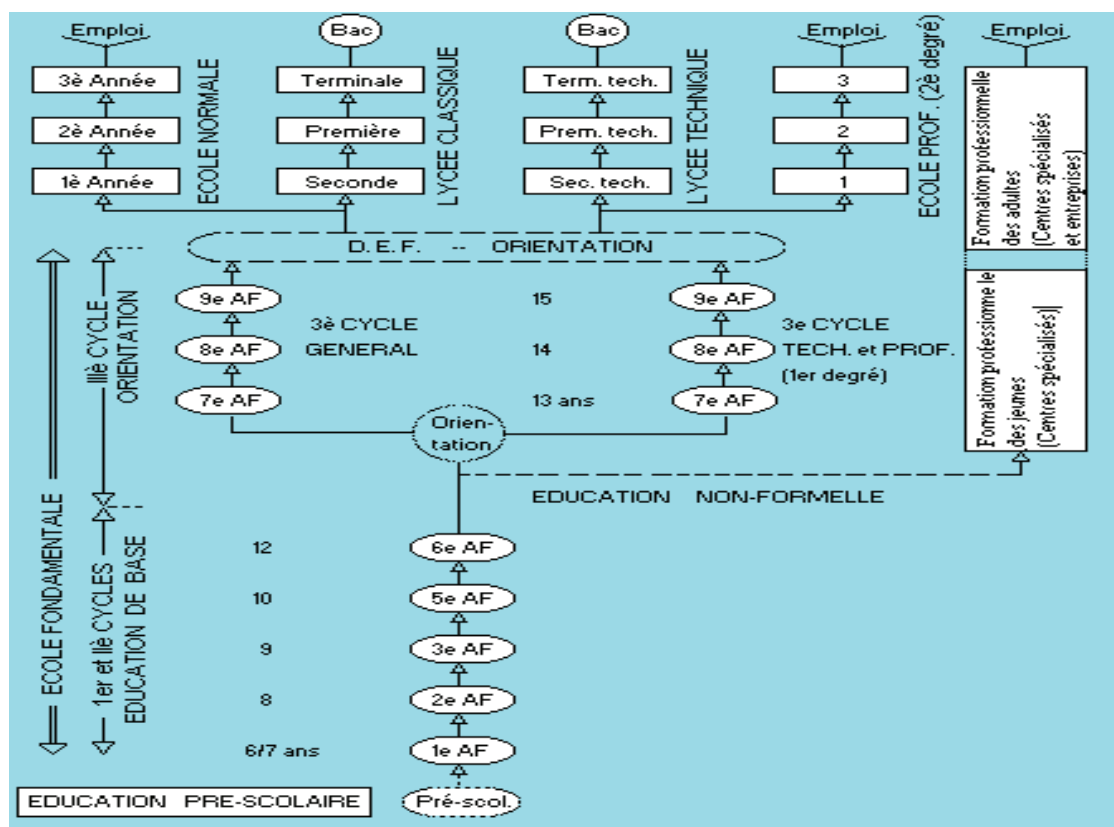 Emploi
Bac
Bac
Emploi
3è Année
Terminale
Term. tech.
3
2è Année
Première
Prem. tech.
2
1è Année
Seconde
Sec. tech.
1
ECOLE NORMALE
LYCEE CLASSIQUE
LYCEE TECHNIQUE
ECOLE PROF. (2è degré)
Formation professionnelle
des adultes
(Centres spécialisés
et entreprises)
D.E.F. -- ORIENTATION
9e AF
15
9e AF
3è CYCLE
GENERAL
3e CYCLE
TECH. et PROF.
(1er degré)
8e AF
14
8e AF
7e AF
13 ans
7e AF
Formation professionne le
des jeunes
(Centres spécialisés)|
Orien-
tation
EDUCATION NON-FORMELLE
ECOLE FONDAMENTALE
IIIè CYCLE
ORIENTATION
1er et IIè CYCLES
EDUCATION DE BASE
12
6e AF
10
5e AF
9
3e AF
8
2e AF
6/7 ans
1e AF
EDUCATION PRE-SCOLAIRE
Pré-scol.